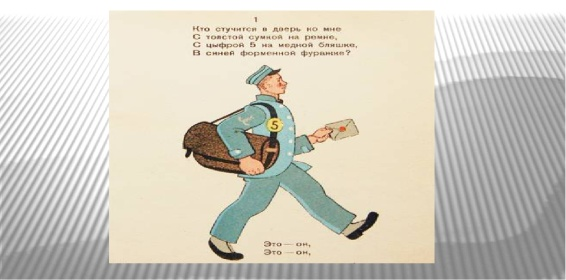 1
Кто стучится в дверь ко мне
С толстой сумкой на ремне,
С цыфрой 5 на медной бляшке,
В синей форменной фуражке?
5
Это — он,
Это — он,